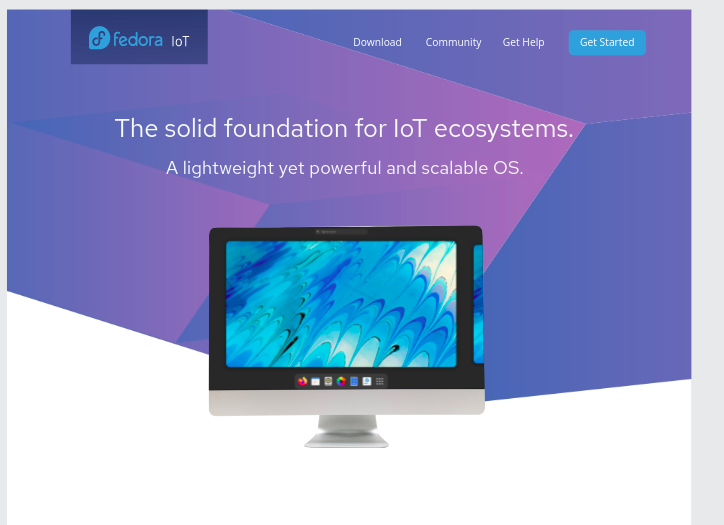 fedora IoT
Download Community Get Help Get Started
The solid foundation for IoT ecosystems.
A lightweight yet powerful and scalable OS.